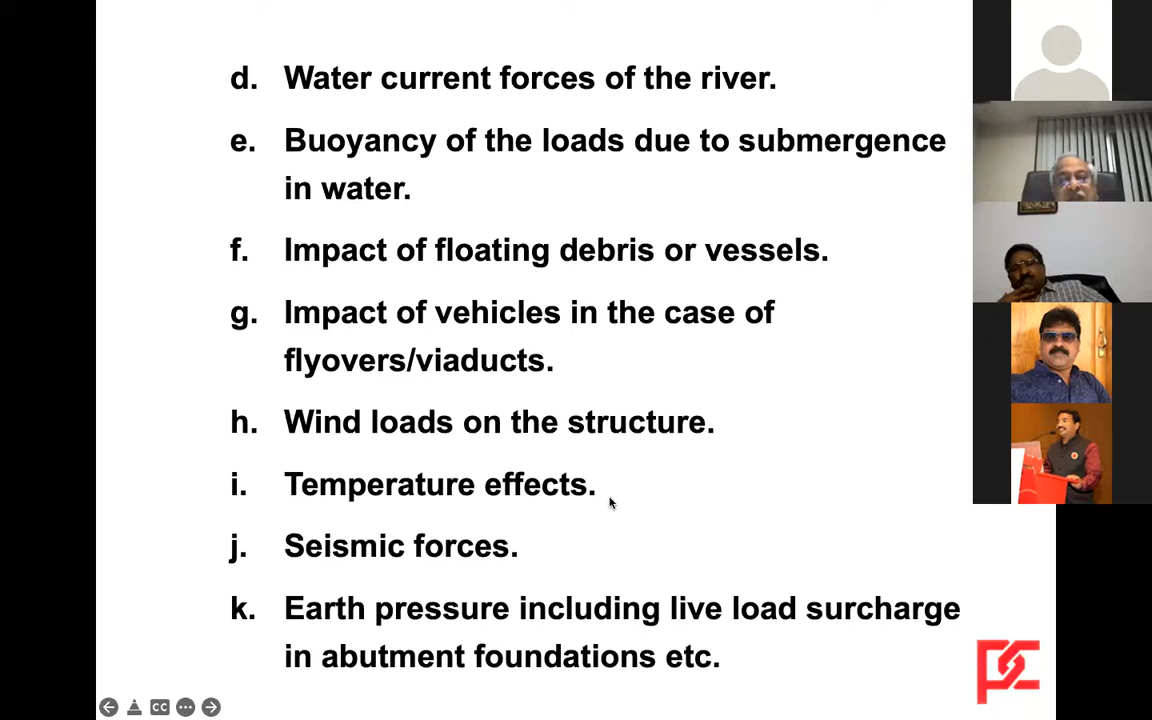 d. Water current forces of the river.
e. Buoyancy of the loads due to submergence
in water.
f. Impact of floating debris or vessels.
g. Impact of vehicles in the case of
flyovers/viaducts.
h. Wind loads on the structure.
i. Temperature effects.
j. Seismic forces.
k. Earth pressure including live load surcharge
in abutment foundations etc.
CC